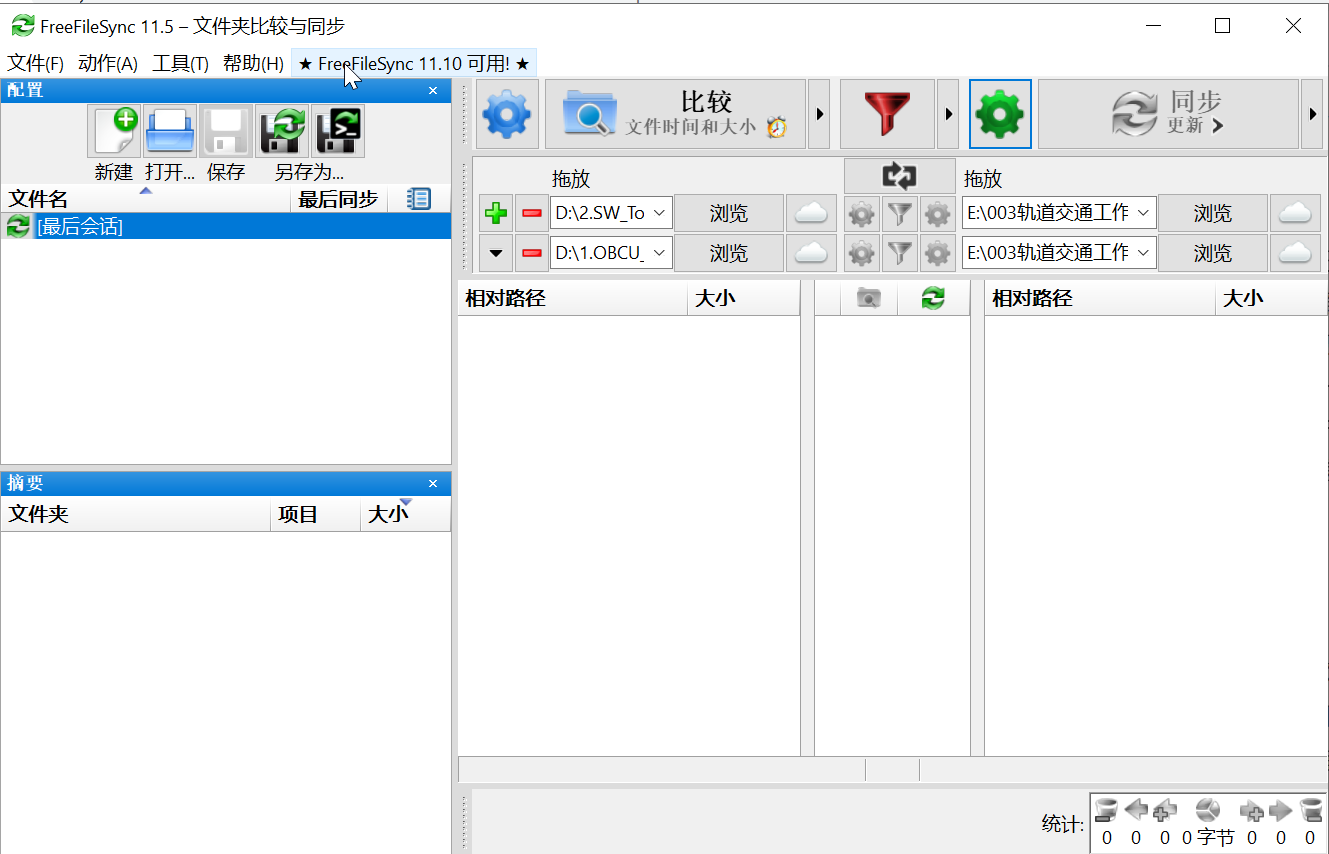 FreeFileSync 11.5 – 文件夹比较与同步
文件(F) 动作(A) 工具(T) 帮助(H) ★ FreeFileSync 11.10 可用! ★
配置
新建 打开... 保存 另存为...
文件名 最后同步
[最后会话]
比较
文件时间和大小
同步
更新
拖放 拖放
D:\2.SW_To 浏览 E:\003轨道交通工作 浏览
D:\1.OBCU_ 浏览 E:\003轨道交通工作 浏览
相对路径 大小 相对路径 大小
摘要
文件夹 项目 大小
统计:
0 0 0 0 字节 0 0 0